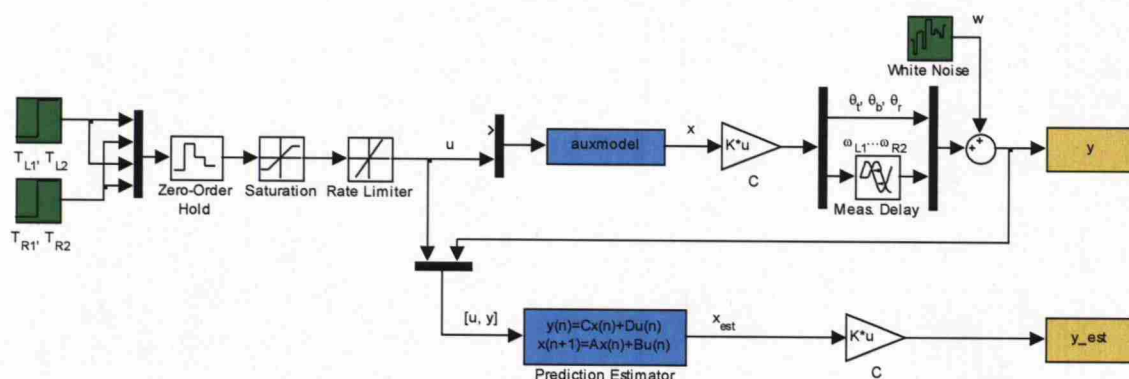 w
White Noise
T_L1, T_L2
T_R1, T_R2
Zero-Order
Hold
Saturation
Rate Limiter
u
auxmodel
x
K*u
C
θ_t, θ_b, θ_r
ω_L1...ω_R2
Meas. Delay
+
+
y
[u, y]
y(n)=Cx(n)+Du(n)
x(n+1)=Ax(n)+Bu(n)
Prediction Estimator
x_est
K*u
C
y_est